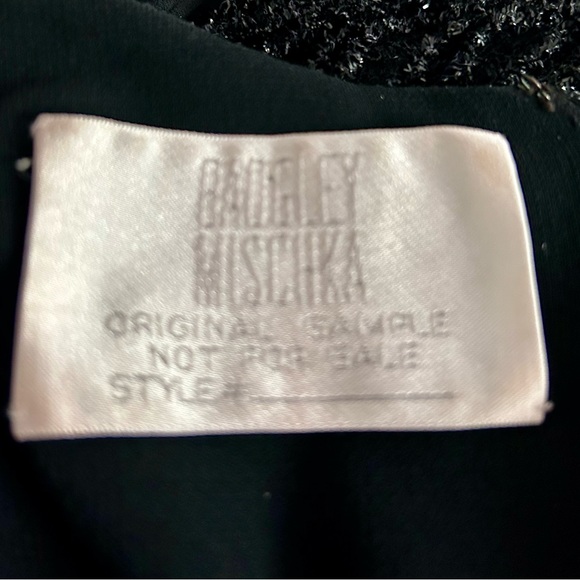 BADGLEY
MISCHKA
ORIGINAL SAMPLE
NOT FOR SALE
STYLE#